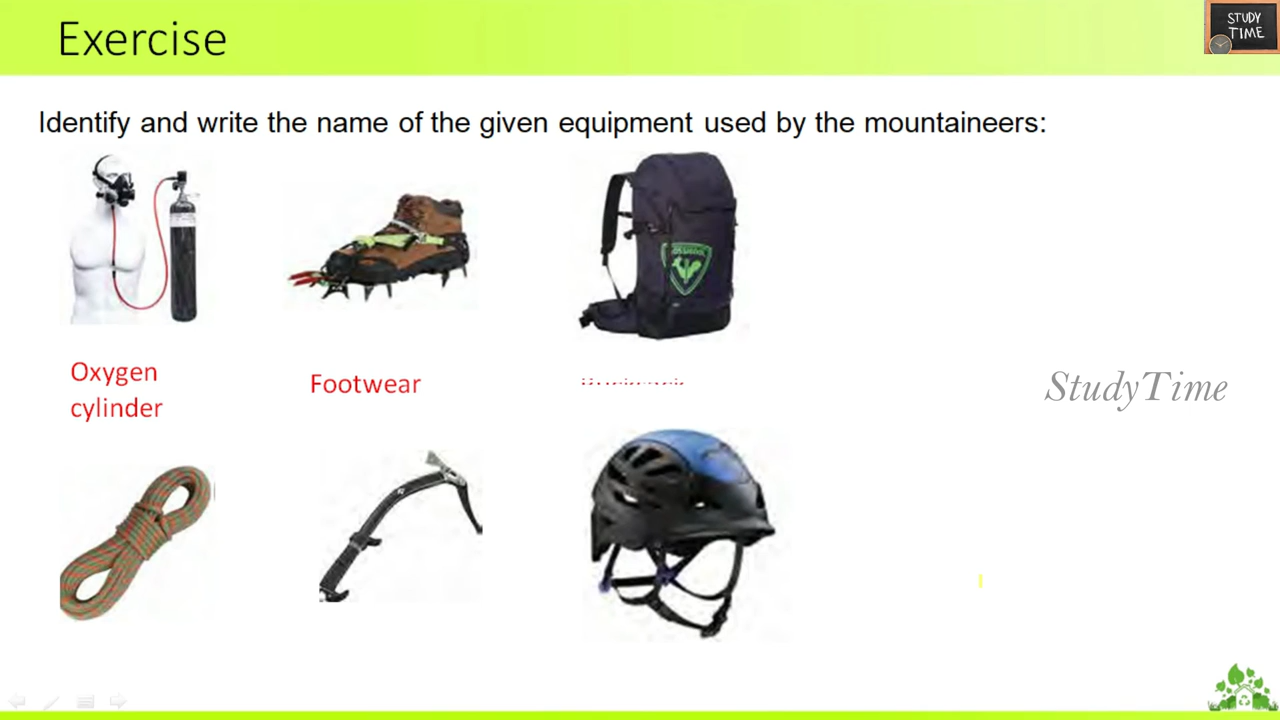 Exercise
STUDY
TIME
Identify and write the name of the given equipment used by the mountaineers:
Oxygen
cylinder
Footwear
StudyTime